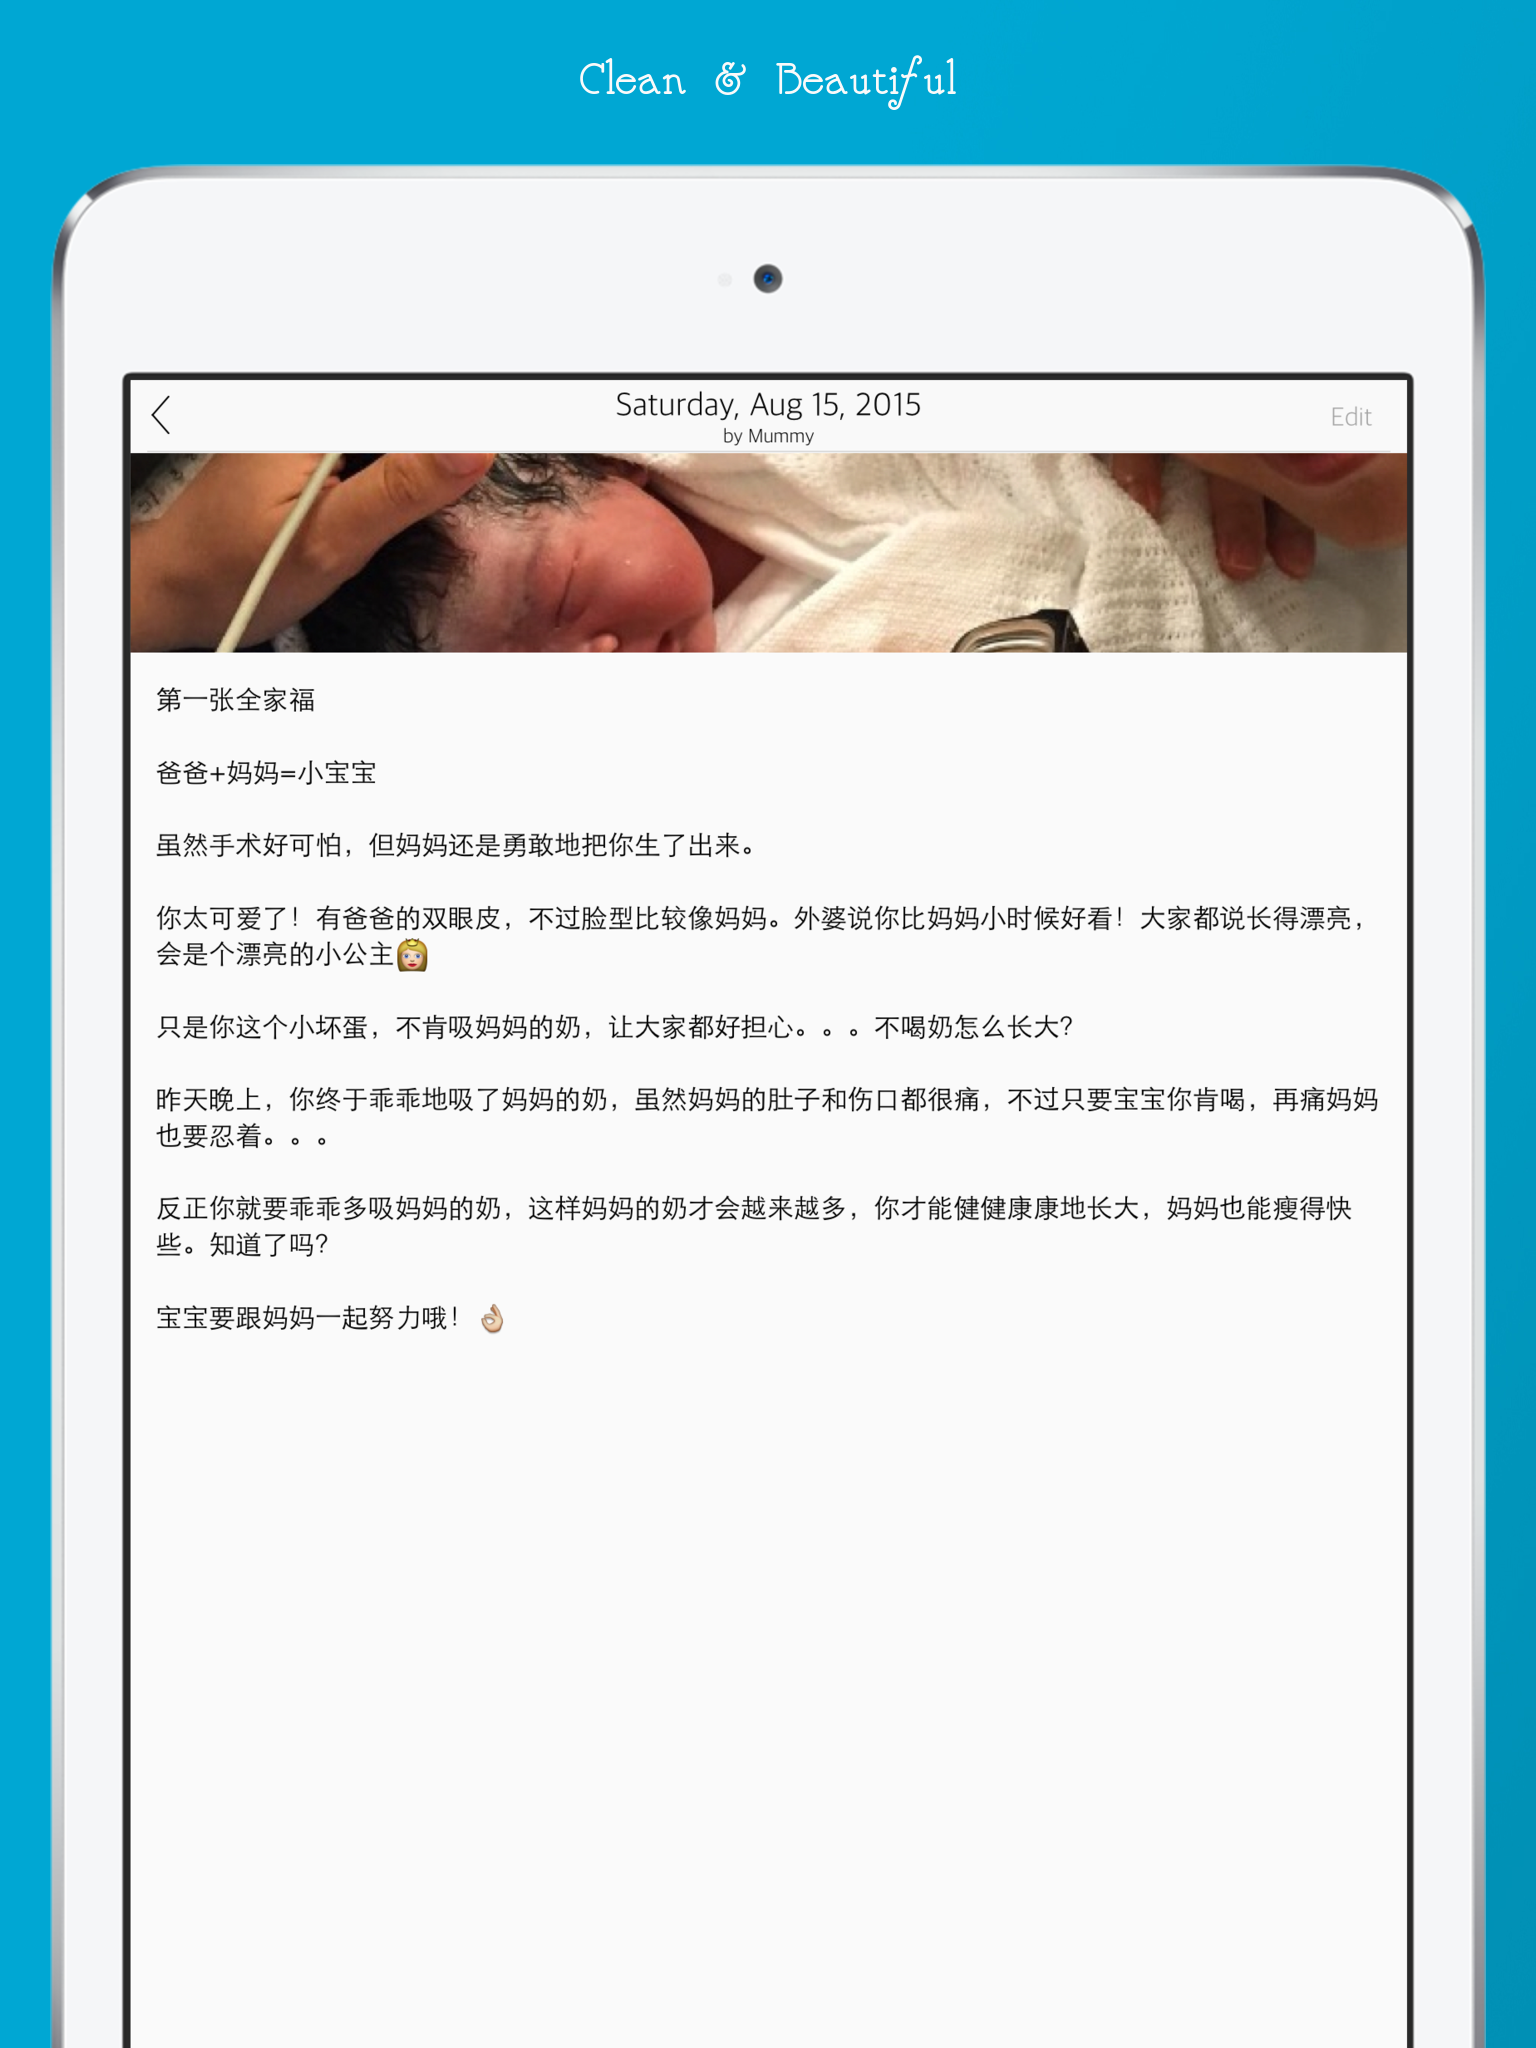 Clean & Beautiful
Saturday, Aug 15, 2015
Edit
by Mummy
第一张全家福
爸爸+妈妈=小宝宝
虽然手术好可怕，但妈妈还是勇敢地把你生了出来。
你太可爱了！有爸爸的双眼皮，不过脸型比较像妈妈。外婆说你比妈妈小时候好看！大家都说长得漂亮，
会是个漂亮的小公主👸
只是你这个小坏蛋，不肯吸妈妈的奶，让大家都好担心。。。不喝奶怎么长大？
昨天晚上，你终于乖乖地吸了妈妈的奶，虽然妈妈的肚子和伤口都很痛，不过只要宝宝你肯喝，再痛妈妈
也要忍着。。。
反正你就要乖乖多吸妈妈的奶，这样妈妈的奶才会越来越多，你才能健健康康地长大，妈妈也能瘦得快
些。知道了吗？
宝宝要跟妈妈一起努力哦！👌